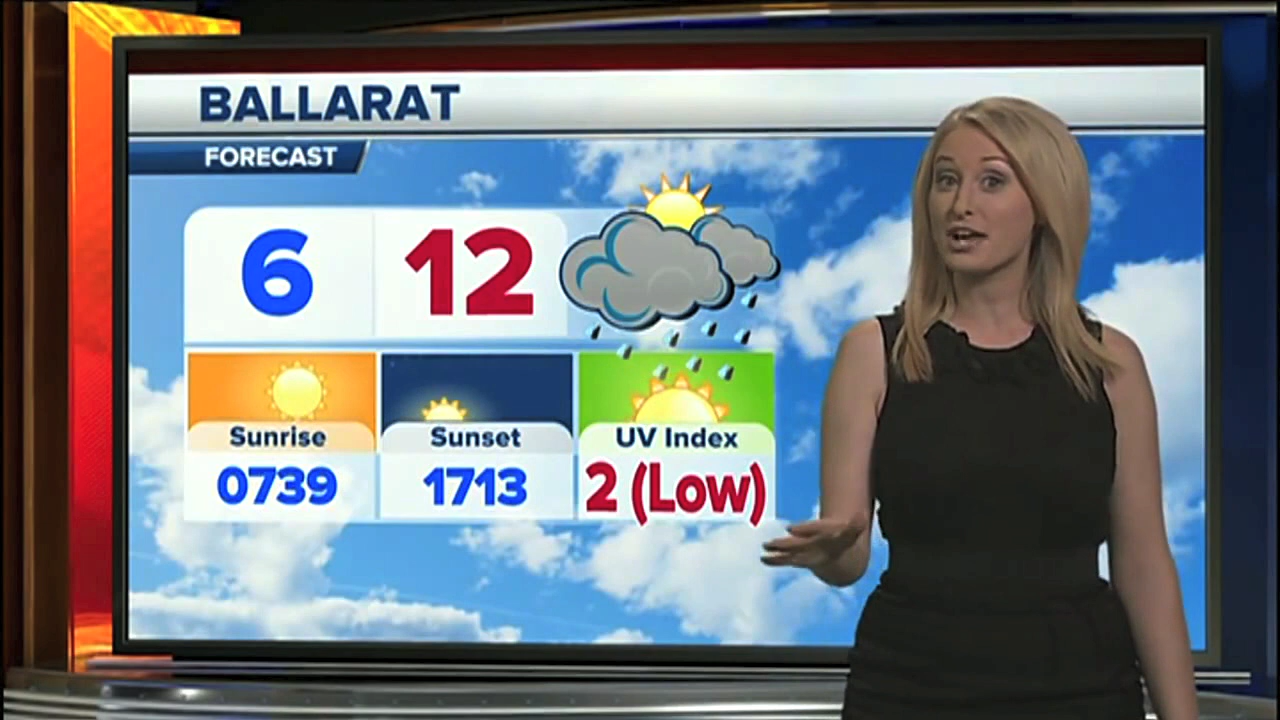 BALLARAT
FORECAST
6 12
Sunrise Sunset UV Index
0739 1713 2 (Low)